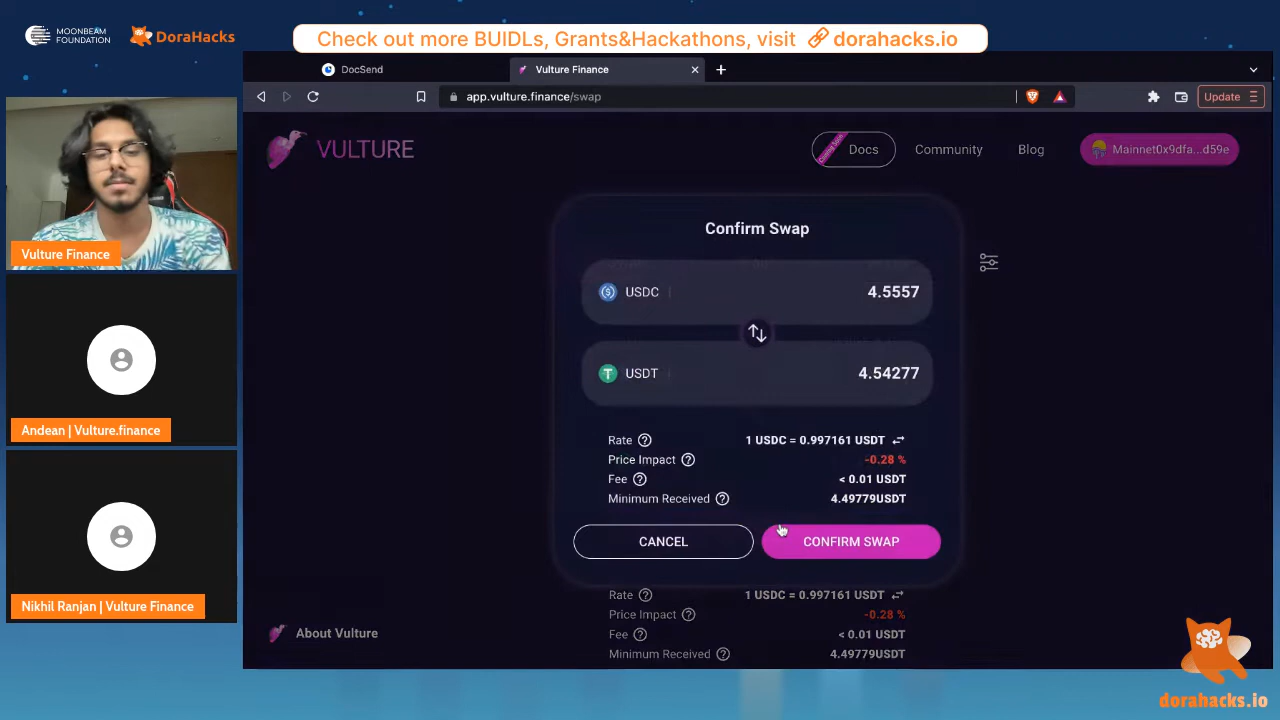 MOONBEAM
FOUNDATION
DoraHacks
Check out more BUIDLs, Grants&Hackathons, visit dorahacks.io
DocSend
Vulture Finance
app.vulture.finance/swap
Update
VULTURE
Coming Soon
Docs
Community
Blog
Mainnet0x9dfa...d59e
Vulture Finance
Andean | Vulture.finance
Nikhil Ranjan | Vulture Finance
Confirm Swap
USDC
4.5557
USDT
4.54277
Rate 1 USDC = 0.997161 USDT
Price Impact -0.28 %
Fee < 0.01 USDT
Minimum Received 4.49779USDT
CANCEL
CONFIRM SWAP
Rate 1 USDC = 0.997161 USDT
Price Impact -0.28 %
Fee < 0.01 USDT
Minimum Received 4.49779USDT
About Vulture
dorahacks.io